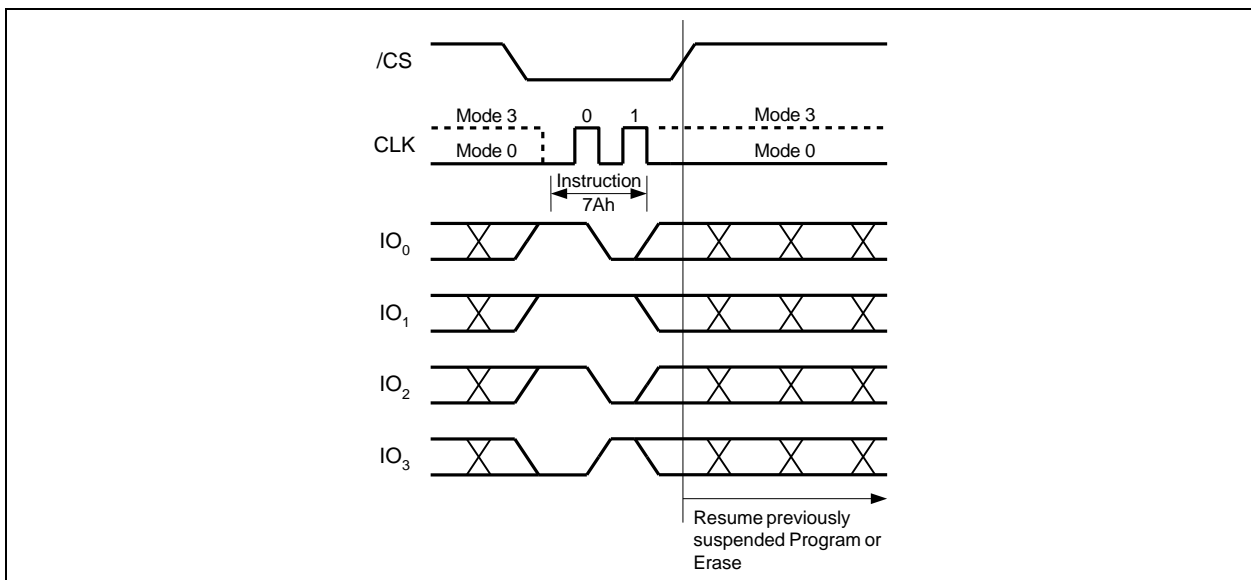 /CS
Mode 3 0 1 Mode 3
CLK
Mode 0 Mode 0
Instruction
7Ah
IO0
IO1
IO2
IO3
Resume previously
suspended Program or
Erase